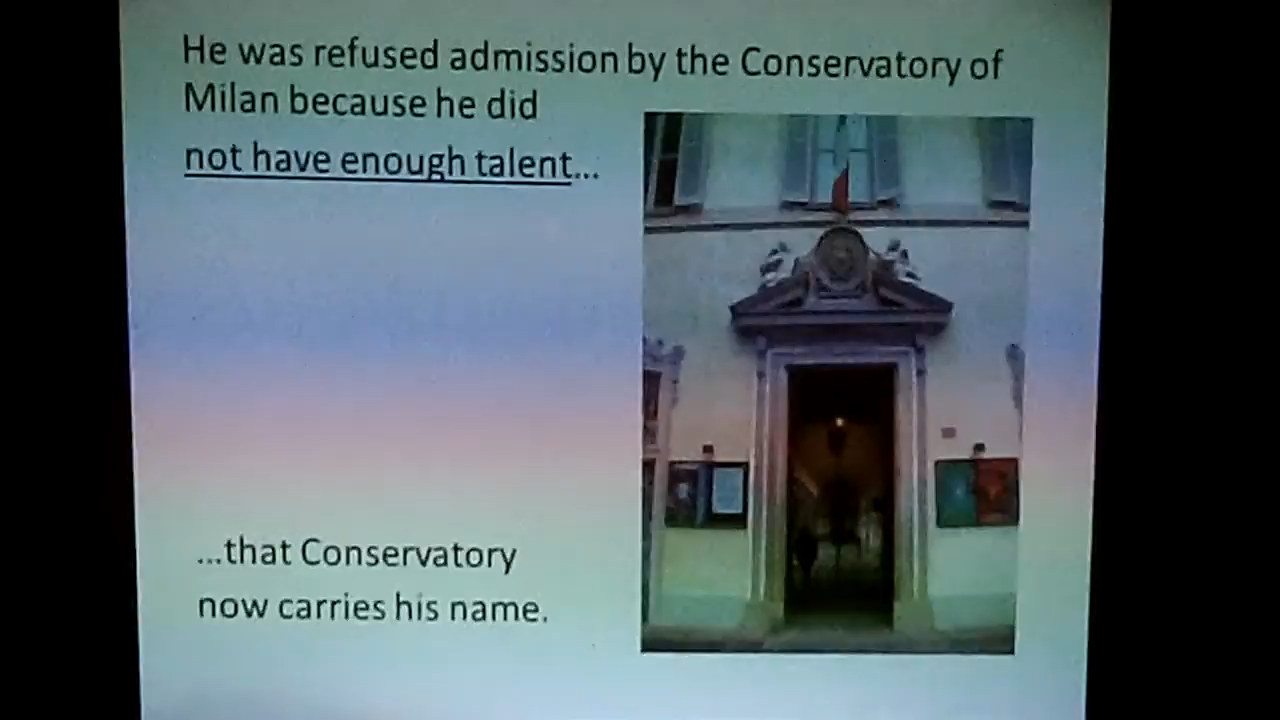 He was refused admission by the Conservatory of
Milan because he did
not have enough talent...
...that Conservatory
now carries his name.